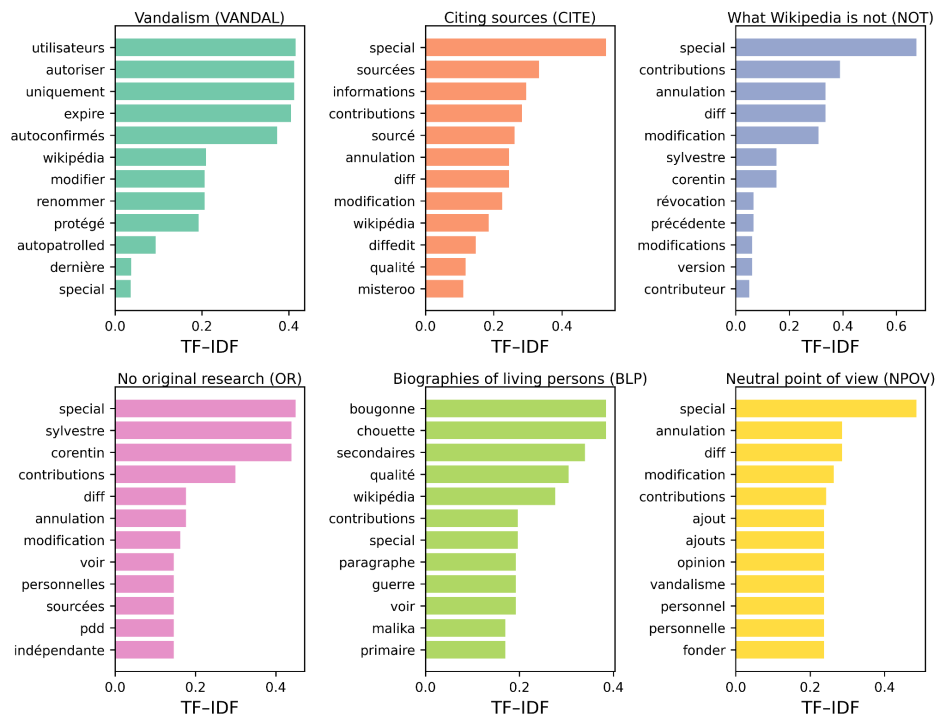 Vandalism (VANDAL)
utilisateurs
autoriser
uniquement
expire
autoconfirmés
wikipédia
modifier
renommer
protégé
autopatrolled
dernière
special
0.0 0.2 0.4
TF–IDF
Citing sources (CITE)
special
sourcées
informations
contributions
sourcé
annulation
diff
modification
wikipédia
diffedit
qualité
misteroo
0.0 0.2 0.4
TF–IDF
What Wikipedia is not (NOT)
special
contributions
annulation
diff
modification
sylvestre
corentin
révocation
précédente
modifications
version
contributeur
0.0 0.2 0.4 0.6
TF–IDF
No original research (OR)
special
sylvestre
corentin
contributions
diff
annulation
modification
voir
personnelles
sourcées
pdd
indépendante
0.0 0.2 0.4
TF–IDF
Biographies of living persons (BLP)
bougonne
chouette
secondaires
qualité
wikipédia
contributions
special
paragraphe
guerre
voir
malika
primaire
0.0 0.2 0.4
TF–IDF
Neutral point of view (NPOV)
special
annulation
diff
modification
contributions
ajout
ajouts
opinion
vandalisme
personnel
personnelle
fonder
0.0 0.2 0.4
TF–IDF